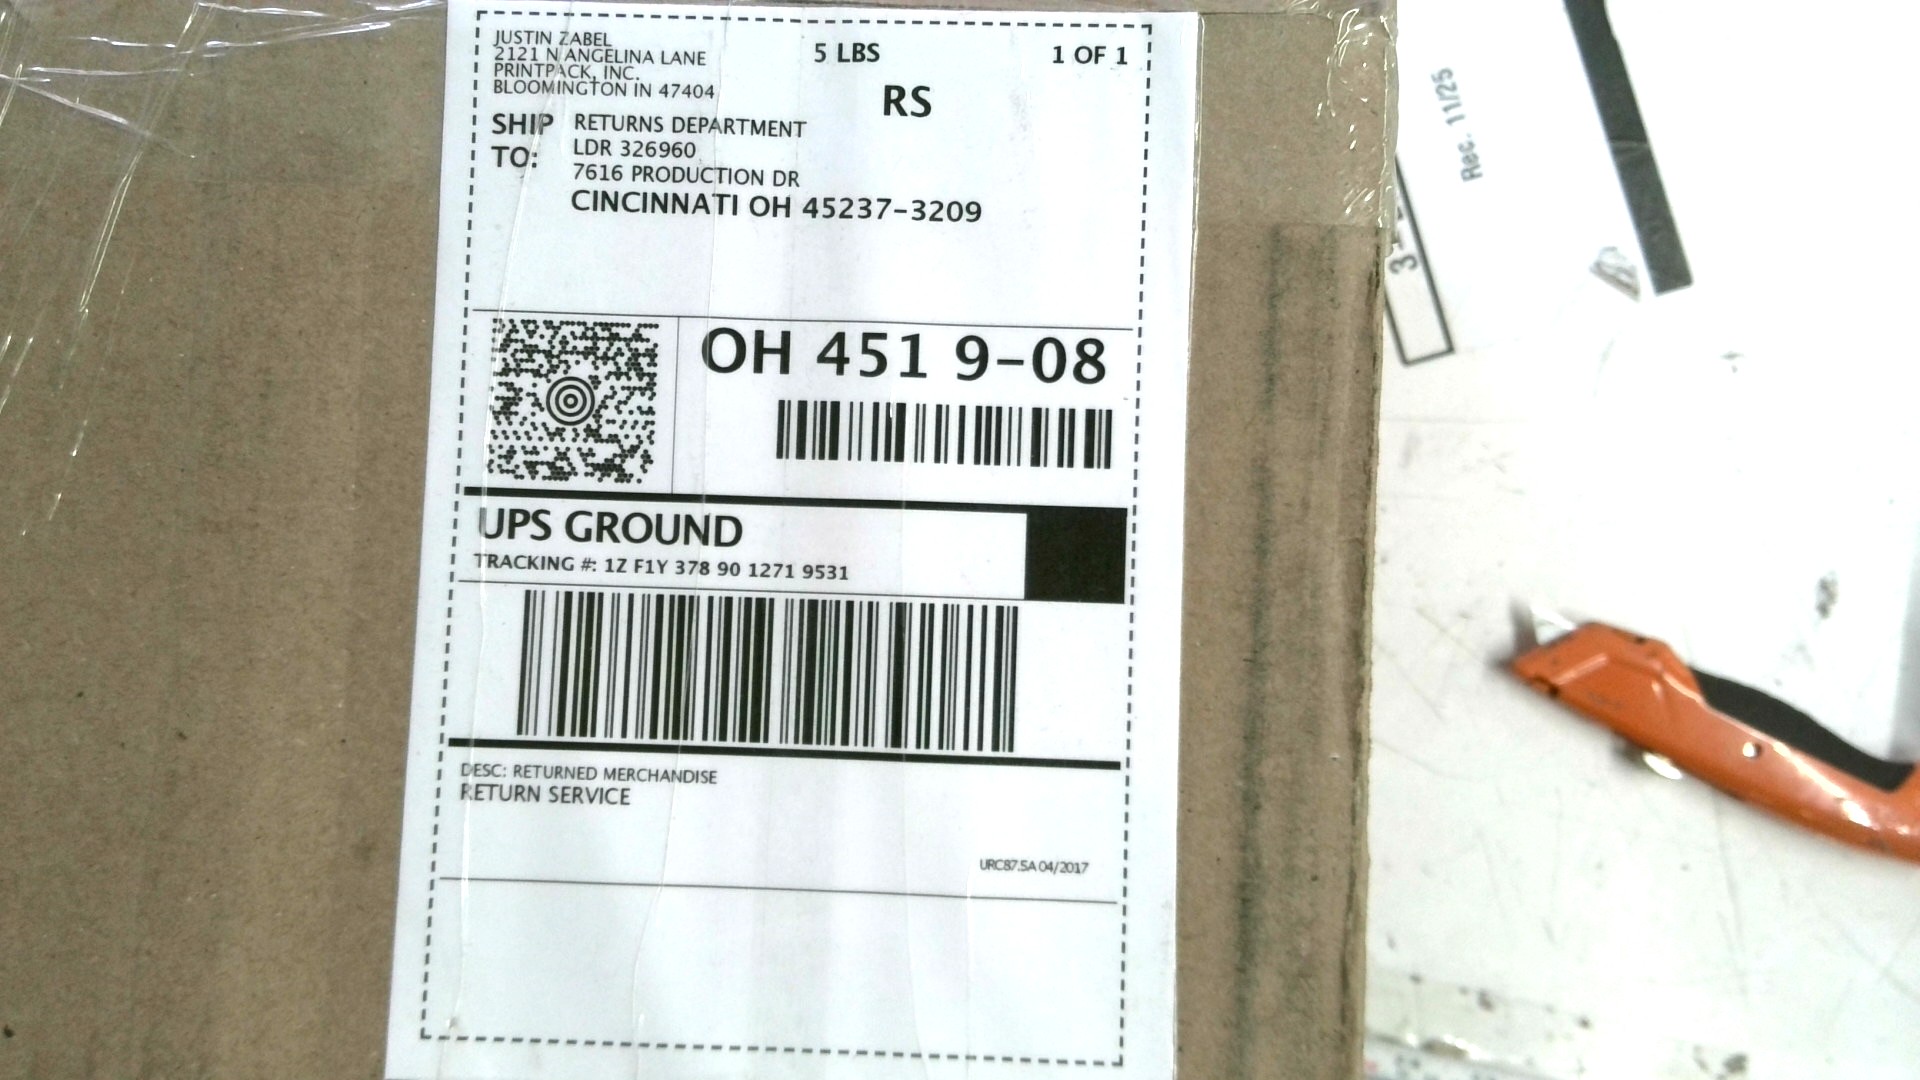 JUSTIN ZABEL
2121 N ANGELINA LANE
PRINTPACK, INC.
BLOOMINGTON IN 47404
5 LBS
1 OF 1
RS
SHIP TO:
RETURNS DEPARTMENT
LDR 326960
7616 PRODUCTION DR
CINCINNATI OH 45237-3209
OH 451 9-08
UPS GROUND
TRACKING #: 1Z F1Y 378 90 1271 9531
DESC: RETURNED MERCHANDISE
RETURN SERVICE
URC87.5A 04/2017
Rec. 11/25